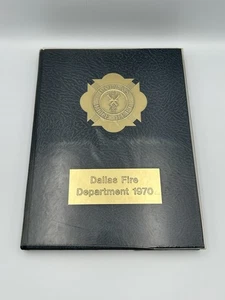 Dallas Fire
Department 1970